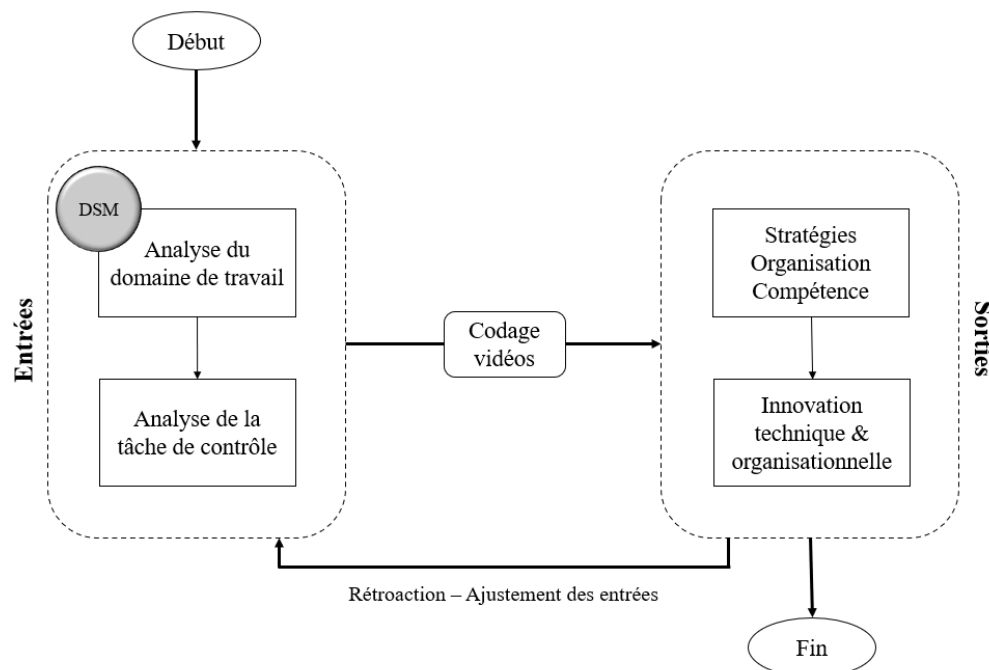 Début
Entrées
DSM
Analyse du
domaine de travail
Analyse de la
tâche de contrôle
Codage
vidéos
Stratégies
Organisation
Compétence
Innovation
technique &
organisationnelle
Sorties
Rétroaction – Ajustement des entrées
Fin